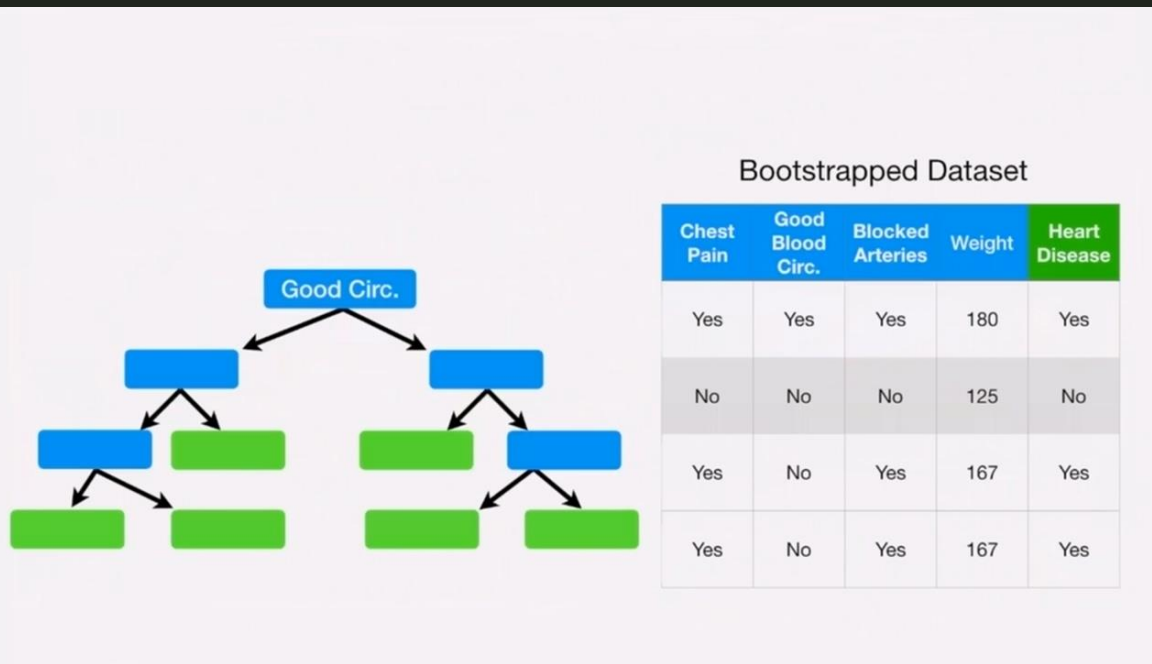 Bootstrapped Dataset
Good Circ.
Chest Pain Good Blood Circ. Blocked Arteries Weight Heart Disease
Yes Yes Yes 180 Yes
No No No 125 No
Yes No Yes 167 Yes
Yes No Yes 167 Yes